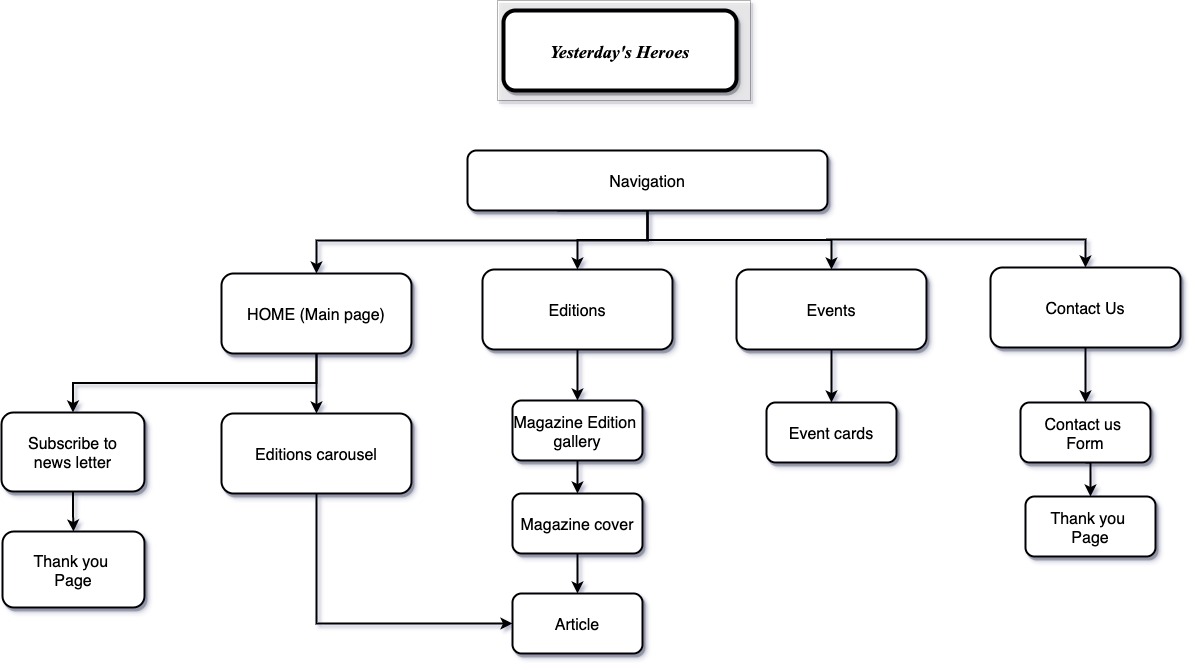 Yesterday's Heroes
Navigation
HOME (Main page)
Editions
Events
Contact Us
Subscribe to
news letter
Editions carousel
Magazine Edition
gallery
Event cards
Contact us
Form
Magazine cover
Thank you
Page
Thank you
Page
Article